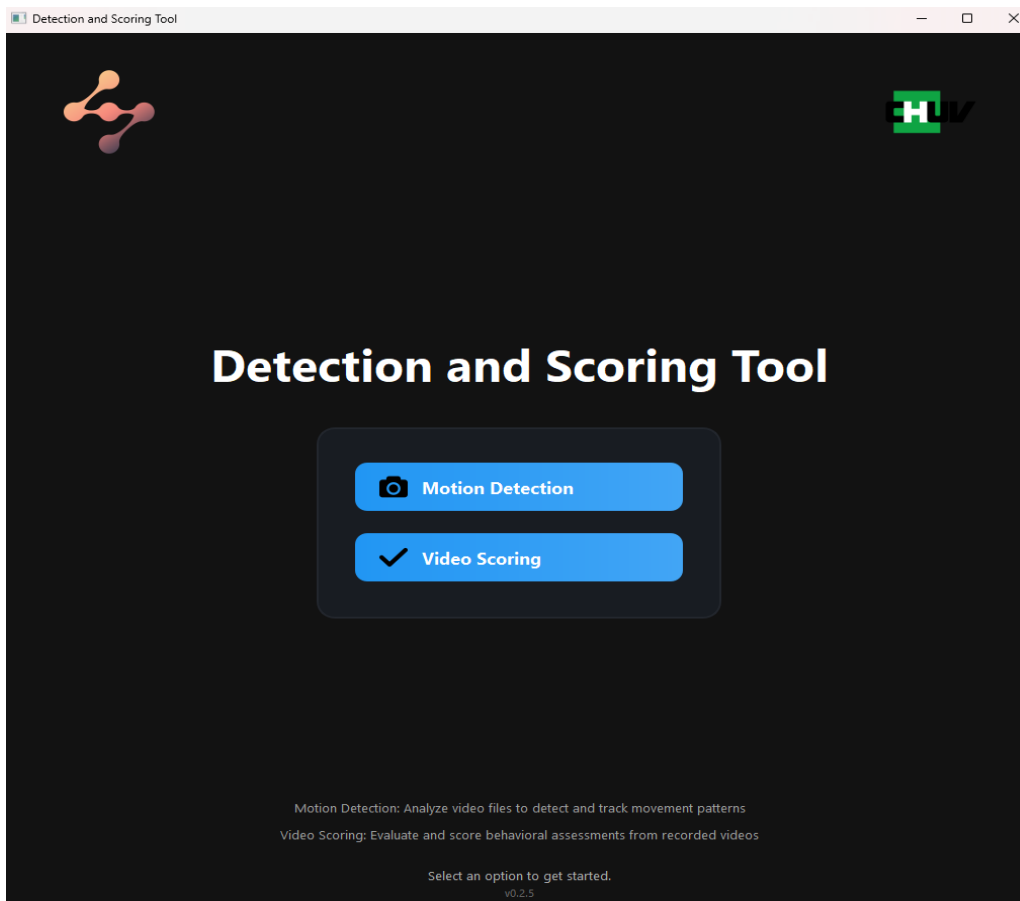 Detection and Scoring Tool
CHUV
Detection and Scoring Tool
Motion Detection
Video Scoring
Motion Detection: Analyze video files to detect and track movement patterns
Video Scoring: Evaluate and score behavioral assessments from recorded videos
Select an option to get started.
v0.2.5